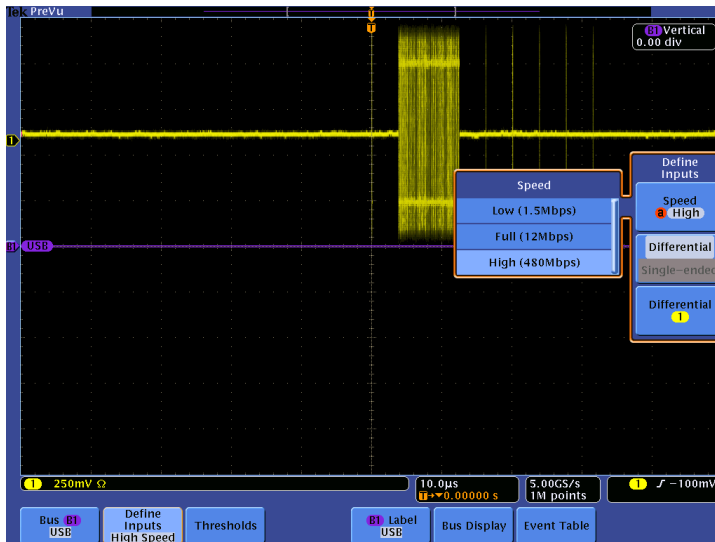 Tek PreVu
T
T
B1 Vertical
0.00 div
1
Define
Inputs
Speed
Speed
a High
Low (1.5Mbps)
Full (12Mbps)
High (480Mbps)
B1 USB
Differential
Single-ended
Differential
1
1 250mV Ω
10.0µs
T→▼0.00000 s
5.00GS/s
1M points
1 ∫ −100mV
Bus B1
USB
Define
Inputs
High Speed
Thresholds
B1 Label
USB
Bus Display
Event Table